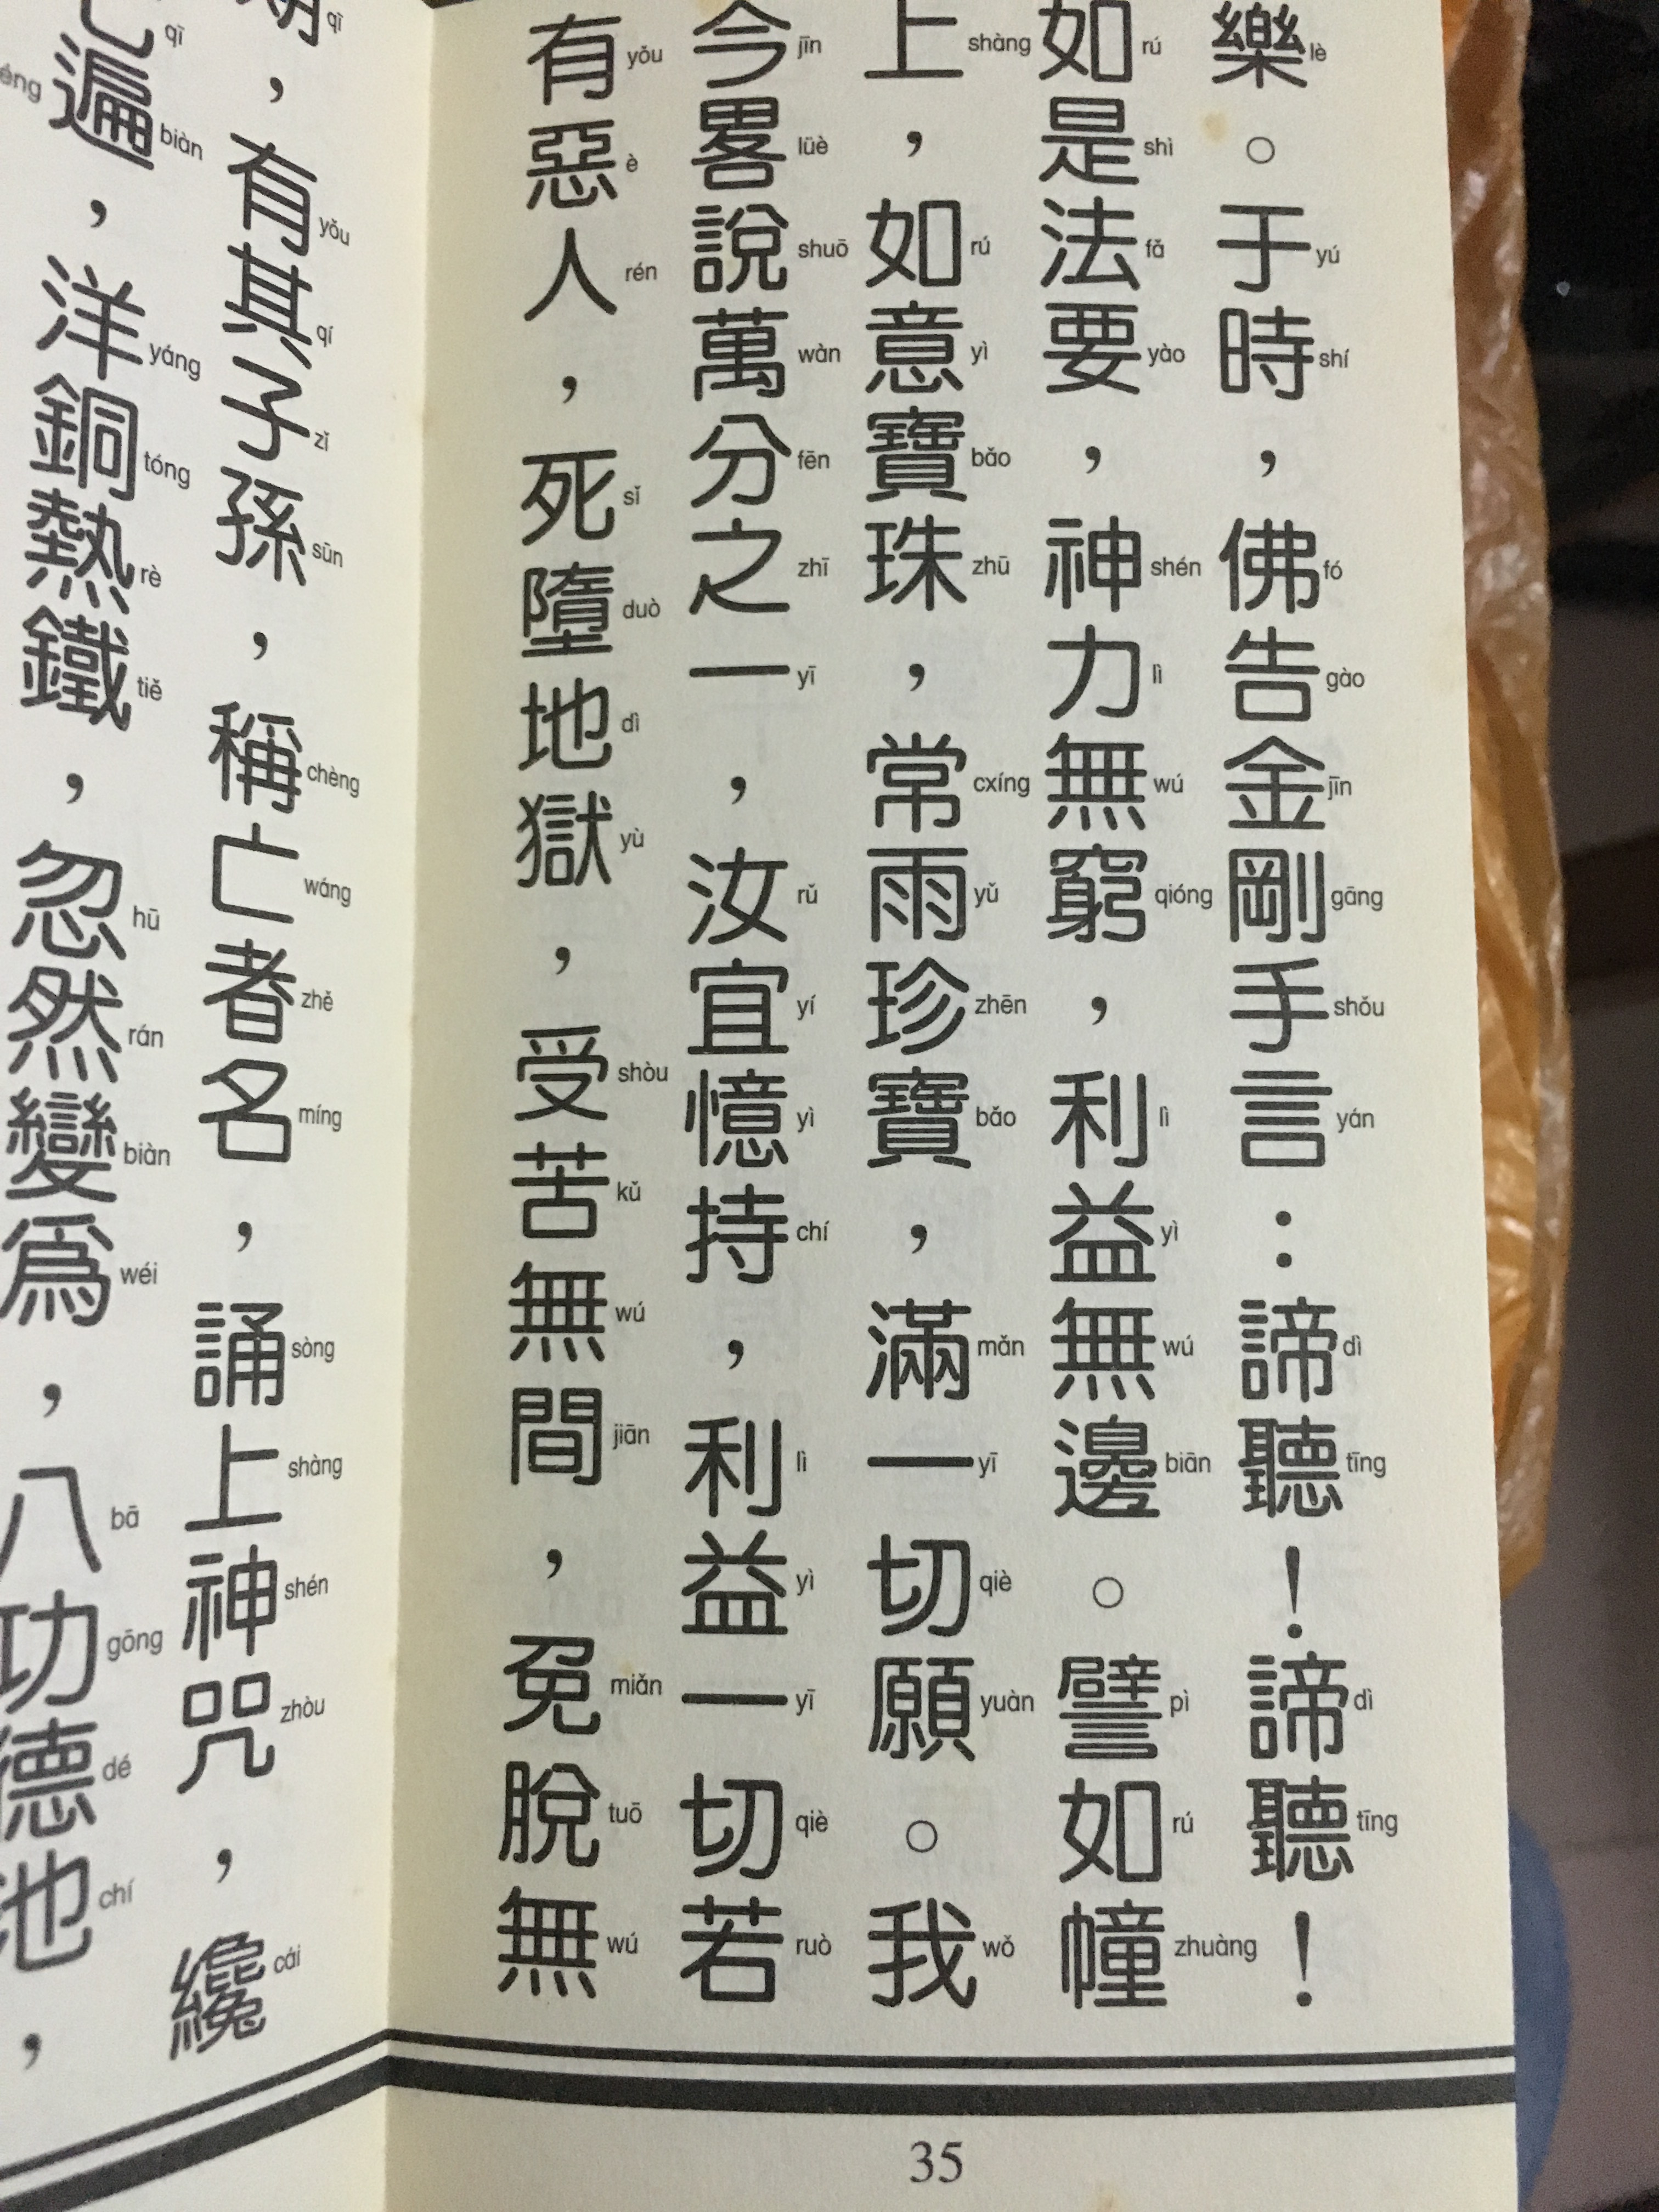 樂。于時，佛告金剛手言：諦聽！諦聽！
如是法要，神力無窮，利益無邊。譬如幢
上，如意寶珠，常雨珍寶，滿一切願。我
今畧說萬分之一，汝宜憶持，利益一切若
有惡人，死墮地獄，受苦無間，免脫無
期，有其子孫，稱亡者名，誦上神咒，纔
七遍，洋銅熱鐵，忽然變爲，八功德池，
35